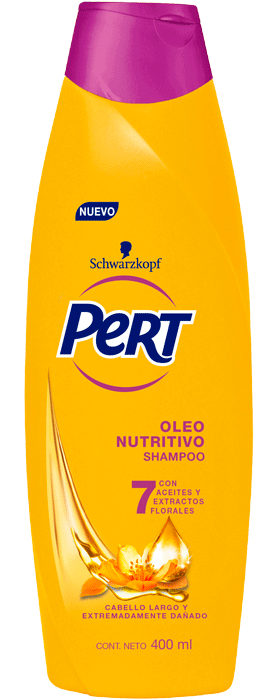 NUEVO
Schwarzkopf
PERT
OLEO
NUTRITIVO
SHAMPOO
7 CON
ACEITES Y
EXTRACTOS
FLORALES
CABELLO LARGO Y
EXTREMADAMENTE DAÑADO
CONT. NETO 400 ml